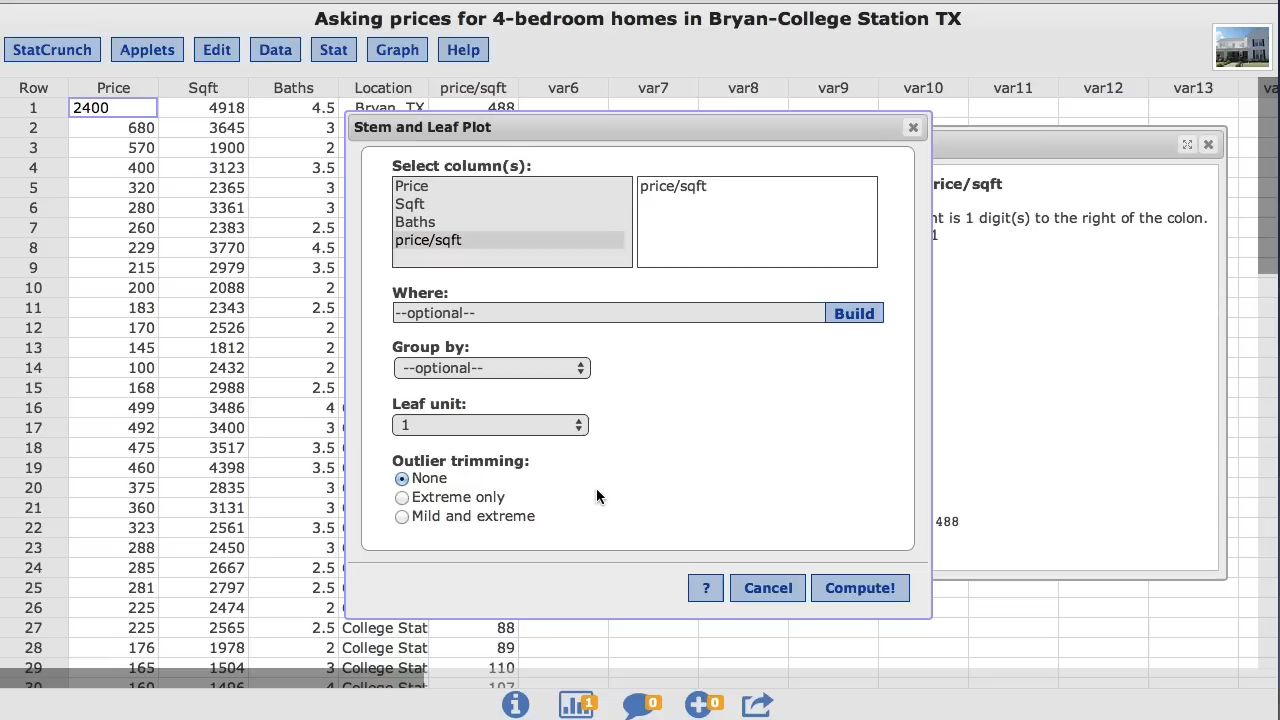 Asking prices for 4-bedroom homes in Bryan-College Station TX
StatCrunch Applets Edit Data Stat Graph Help
Row Price Sqft Baths Location price/sqft var6 var7 var8 var9 var10 var11 var12 var13
1 2400 4918 4.5 Bryan, TX 488
2 680 3645 3
3 570 1900 2
4 400 3123 3.5
5 320 2365 3
6 280 3361 3
7 260 2383 2.5
8 229 3770 4.5
9 215 2979 3.5
10 200 2088 2
11 183 2343 2.5
12 170 2526 2
13 145 1812 2
14 100 2432 2
15 168 2988 2.5
16 499 3486 4
17 492 3400 3
18 475 3517 3.5
19 460 4398 3.5
20 375 2835 3
21 360 3131 3
22 323 2561 3.5
23 288 2450 3
24 285 2667 2.5
25 281 2797 2.5
26 225 2474 2
27 225 2565 2.5 College Stat 88
28 176 1978 2 College Stat 89
29 165 1504 3 College Stat 110
Stem and Leaf Plot
Select column(s):
Price price/sqft
Sqft
Baths
price/sqft
Where:
--optional-- Build
Group by:
--optional--
Leaf unit:
1
Outlier trimming:
None
Extreme only
Mild and extreme
? Cancel Compute!
rice/sqft
nt is 1 digit(s) to the right of the colon.
1
488
1 0 0